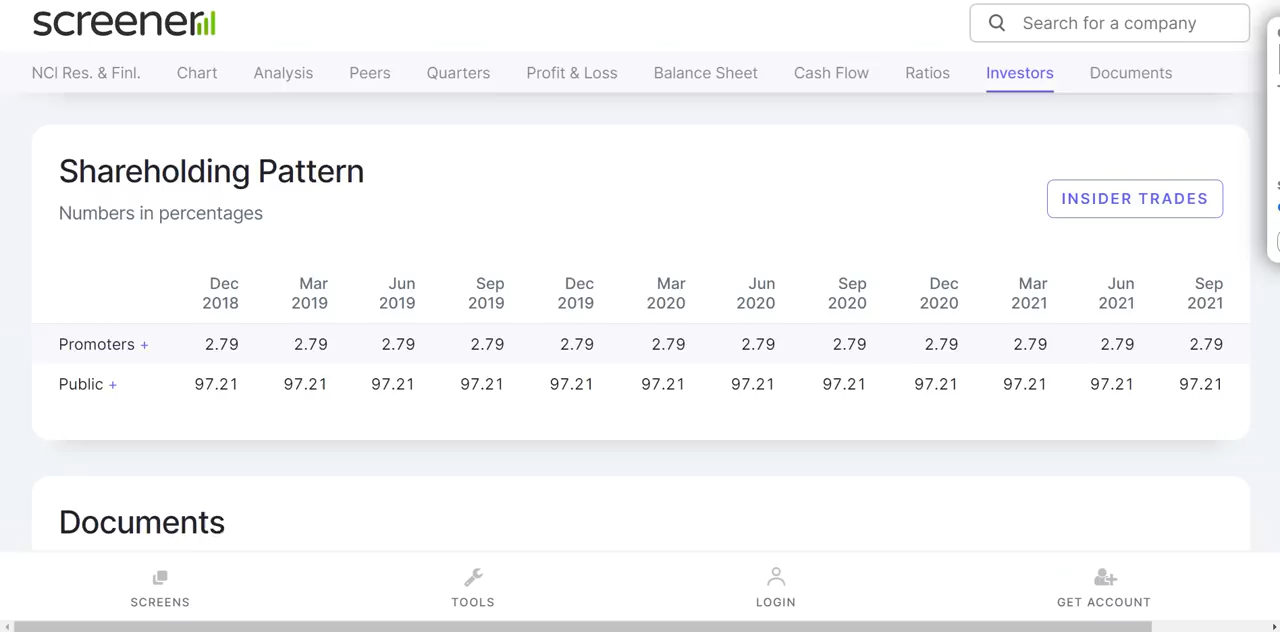 screener
Search for a company
NCI Res. & Finl. Chart Analysis Peers Quarters Profit & Loss Balance Sheet Cash Flow Ratios Investors Documents
Shareholding Pattern
Numbers in percentages
INSIDER TRADES
Dec 2018 Mar 2019 Jun 2019 Sep 2019 Dec 2019 Mar 2020 Jun 2020 Sep 2020 Dec 2020 Mar 2021 Jun 2021 Sep 2021
Promoters + 2.79 2.79 2.79 2.79 2.79 2.79 2.79 2.79 2.79 2.79 2.79 2.79
Public + 97.21 97.21 97.21 97.21 97.21 97.21 97.21 97.21 97.21 97.21 97.21 97.21
Documents
SCREENS TOOLS LOGIN GET ACCOUNT